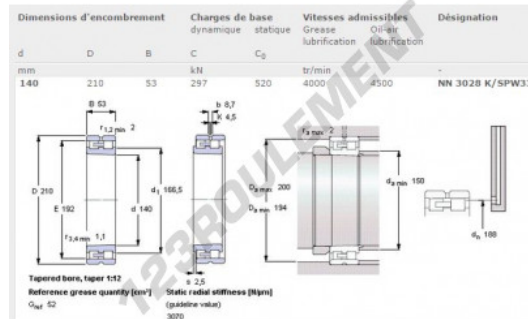 Dimensions d'encombrement Charges de base Vitesses admissibles Désignation
dynamique statique Grease Oil-air
lubrification lubrification
d D B C C0
mm kN tr/min -
140 210 53 297 520 4000 4500 NN 3028 K/SPW33
B 53
r1,2 min 2
b 8,7
K 4,5
ra max 2
D 210
E 192
d1 166,5
d 140
r3,4 min 1,1
s 2,5
Da max 200
Da min 194
da min 150
dn 188
Tapered bore, taper 1:12
Reference grease quantity [cm³] Static radial stiffness [N/µm]
Gref 52 (guideline value)
3070
123ROULEMENT